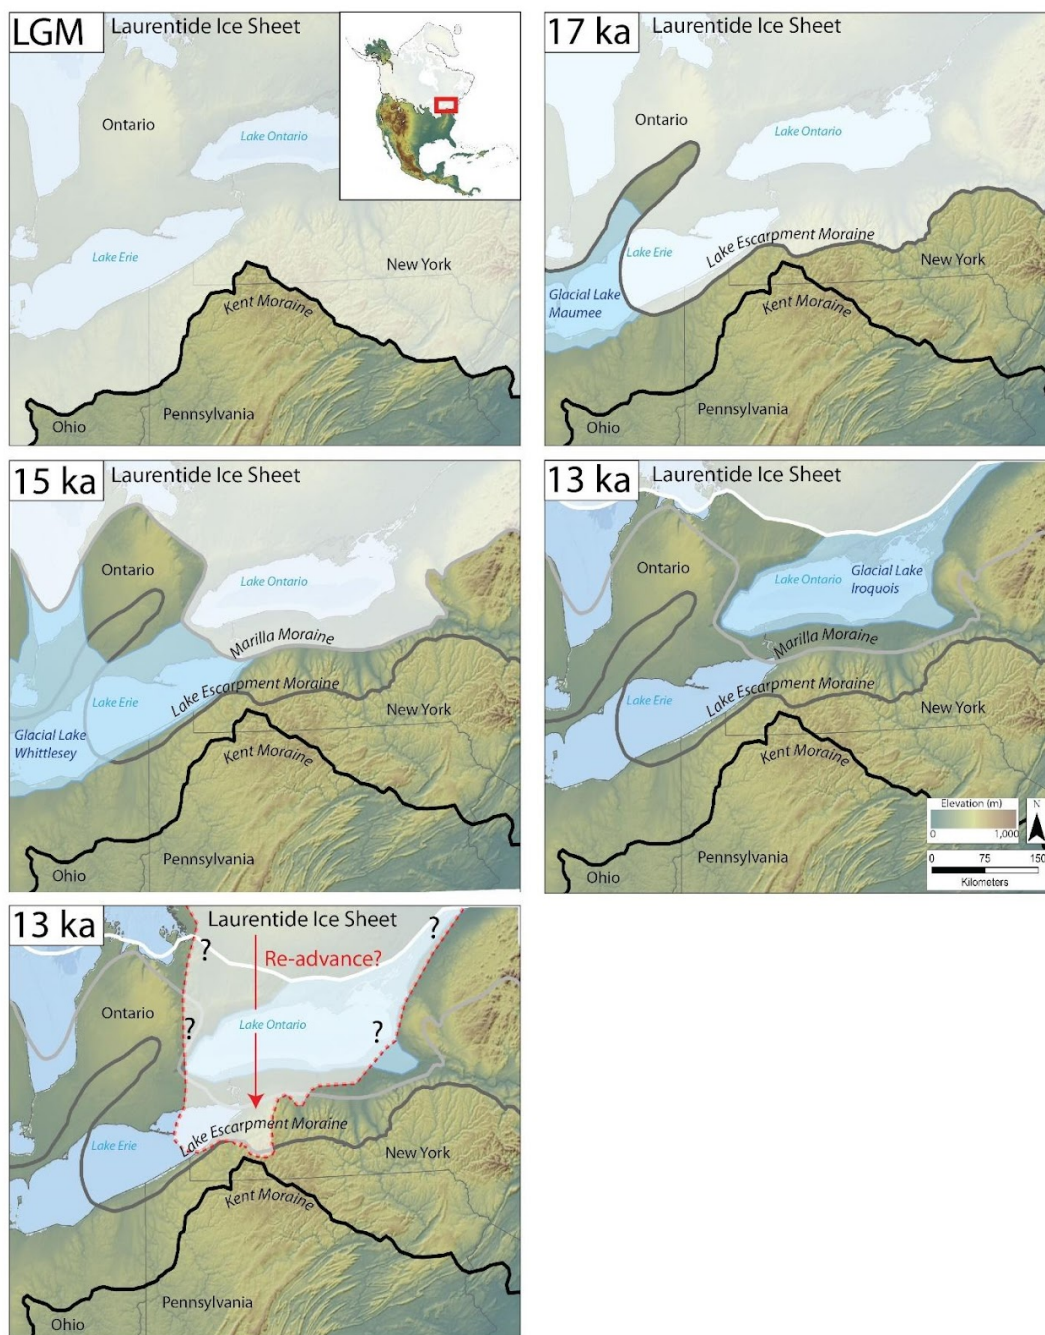 LGM
Laurentide Ice Sheet
Ontario
Lake Ontario
Lake Erie
New York
Kent Moraine
Pennsylvania
Ohio
17 ka
Laurentide Ice Sheet
Ontario
Lake Ontario
Lake Escarpment Moraine
Lake Erie
New York
Glacial Lake
Maumee
Kent Moraine
Pennsylvania
Ohio
15 ka
Laurentide Ice Sheet
Ontario
Lake Ontario
Marilla Moraine
Lake Escarpment Moraine
Lake Erie
New York
Glacial Lake
Whittlesey
Kent Moraine
Pennsylvania
Ohio
13 ka
Laurentide Ice Sheet
Ontario
Lake Ontario
Glacial Lake
Iroquois
Marilla Moraine
Lake Escarpment Moraine
Lake Erie
New York
Kent Moraine
Elevation (m)
0 1,000
N
0 75 150
Kilometers
Pennsylvania
Ohio
13 ka
Laurentide Ice Sheet
? ?
Re-advance?
Ontario
Lake Ontario
? ?
Lake Escarpment Moraine
Lake Erie
New York
Kent Moraine
Pennsylvania
Ohio